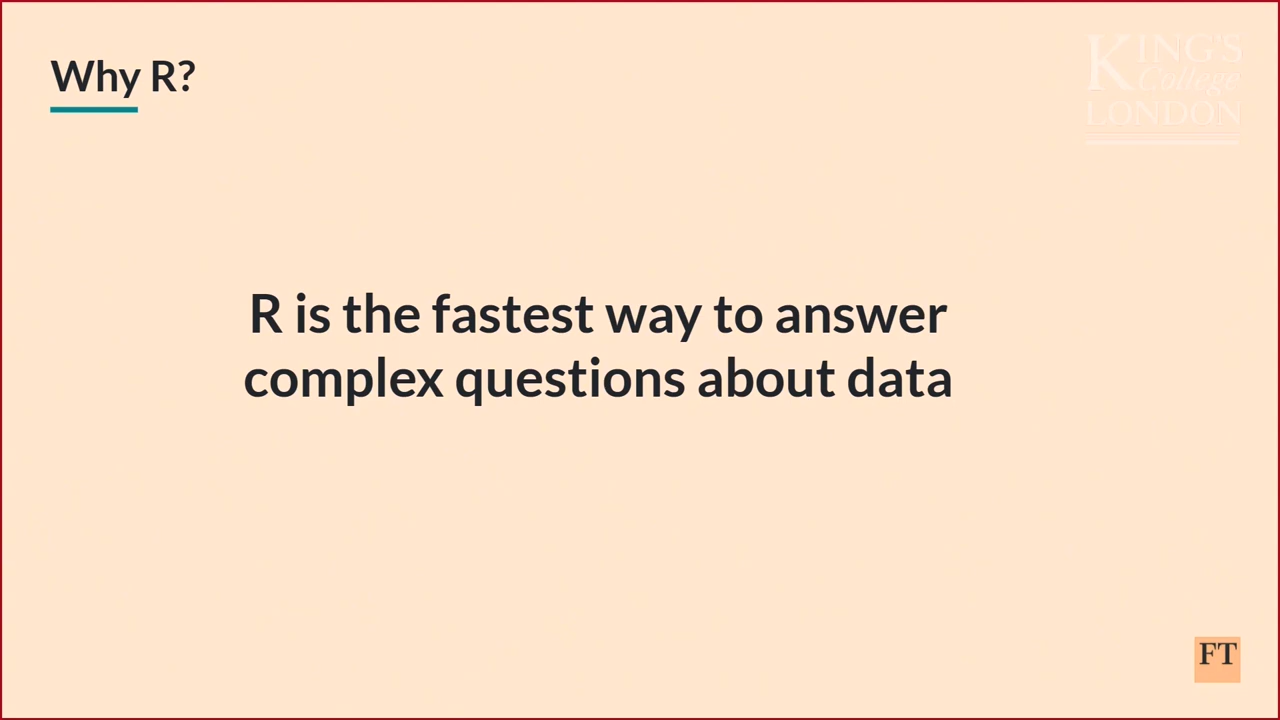 Why R?
KING'S
College
LONDON
R is the fastest way to answer
complex questions about data
FT